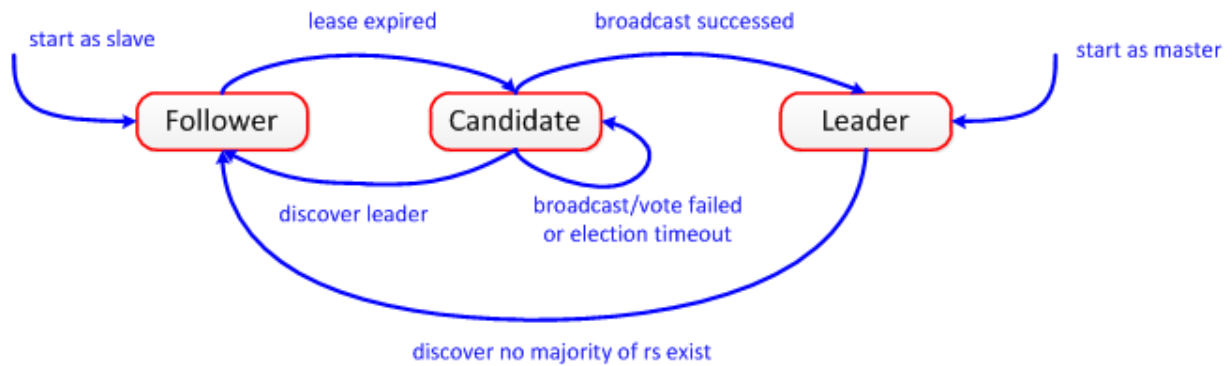 lease expired
broadcast successed
start as slave
start as master
Follower
Candidate
Leader
discover leader
broadcast/vote failed
or election timeout
discover no majority of rs exist